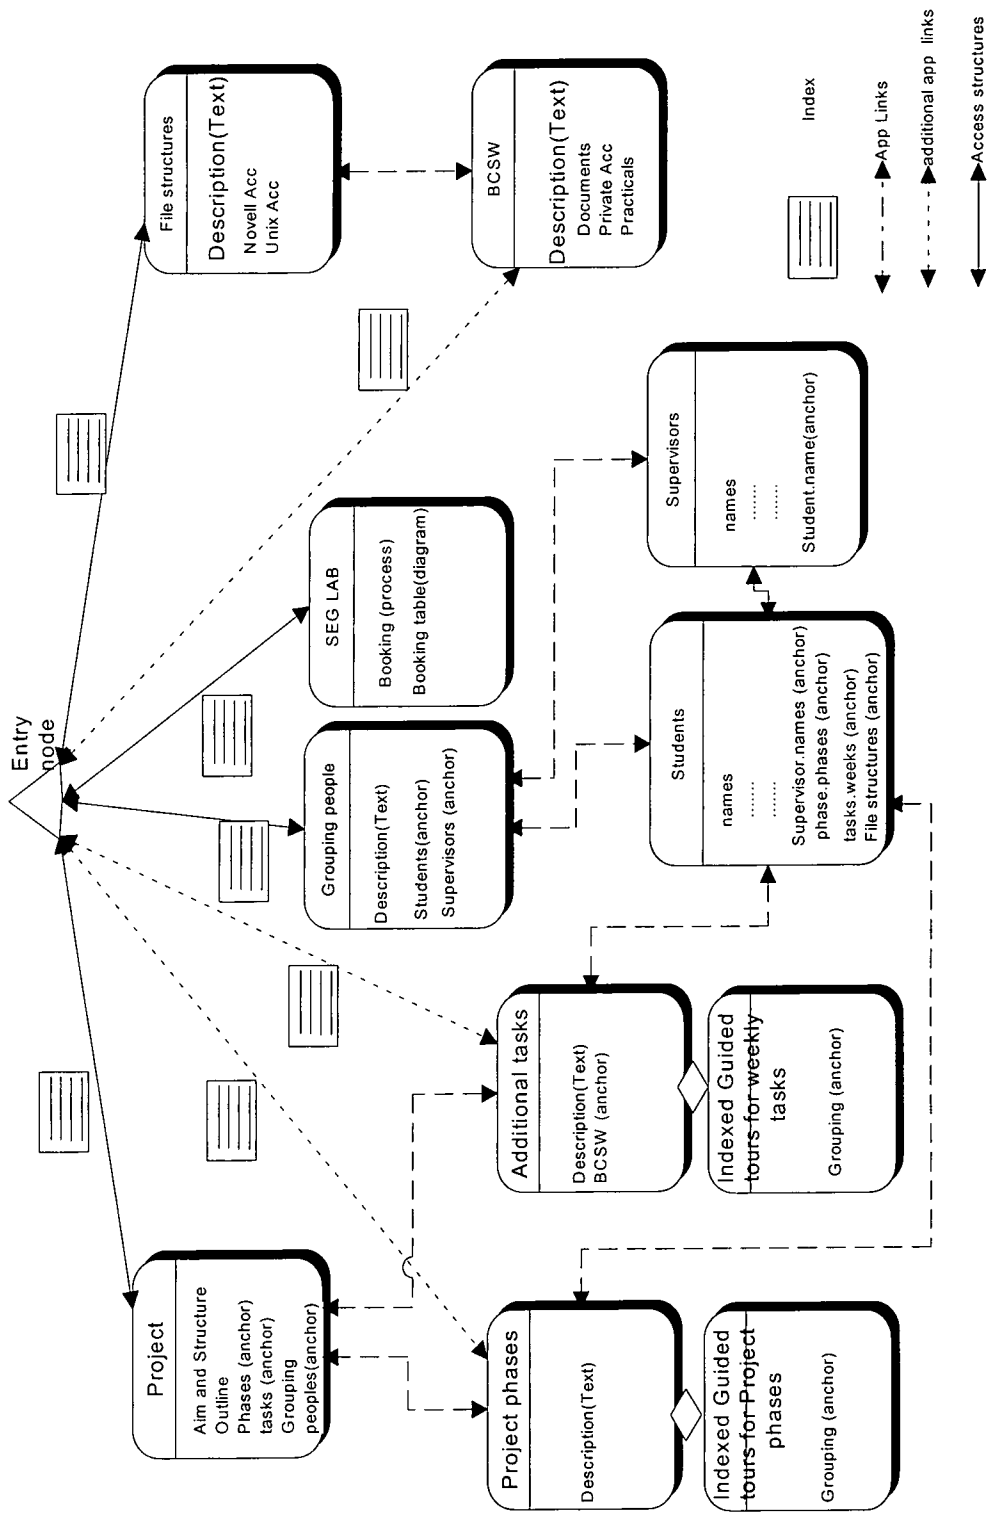 Entry
node
Project
Aim and Structure
Outline
Phases (anchor)
tasks (anchor)
Grouping
peoples(anchor)
Grouping people
Description(Text)
Students(anchor)
Supervisors (anchor)
SEG LAB
Booking (process)
Booking table(diagram)
File structures
Description(Text)
Novell Acc
Unix Acc
Project phases
Description(Text)
Indexed Guided
tours for Project
phases
Grouping (anchor)
Additional tasks
Description(Text)
BCSW (anchor)
Indexed Guided
tours for weekly
tasks
Grouping (anchor)
Students
names
........
........
Supervisor.names (anchor)
phase.phases (anchor)
tasks.weeks (anchor)
File structures (anchor)
Supervisors
names
........
........
Student.name(anchor)
BCSW
Description(Text)
Documents
Private Acc
Practicals
Index
App Links
additional app links
Access structures